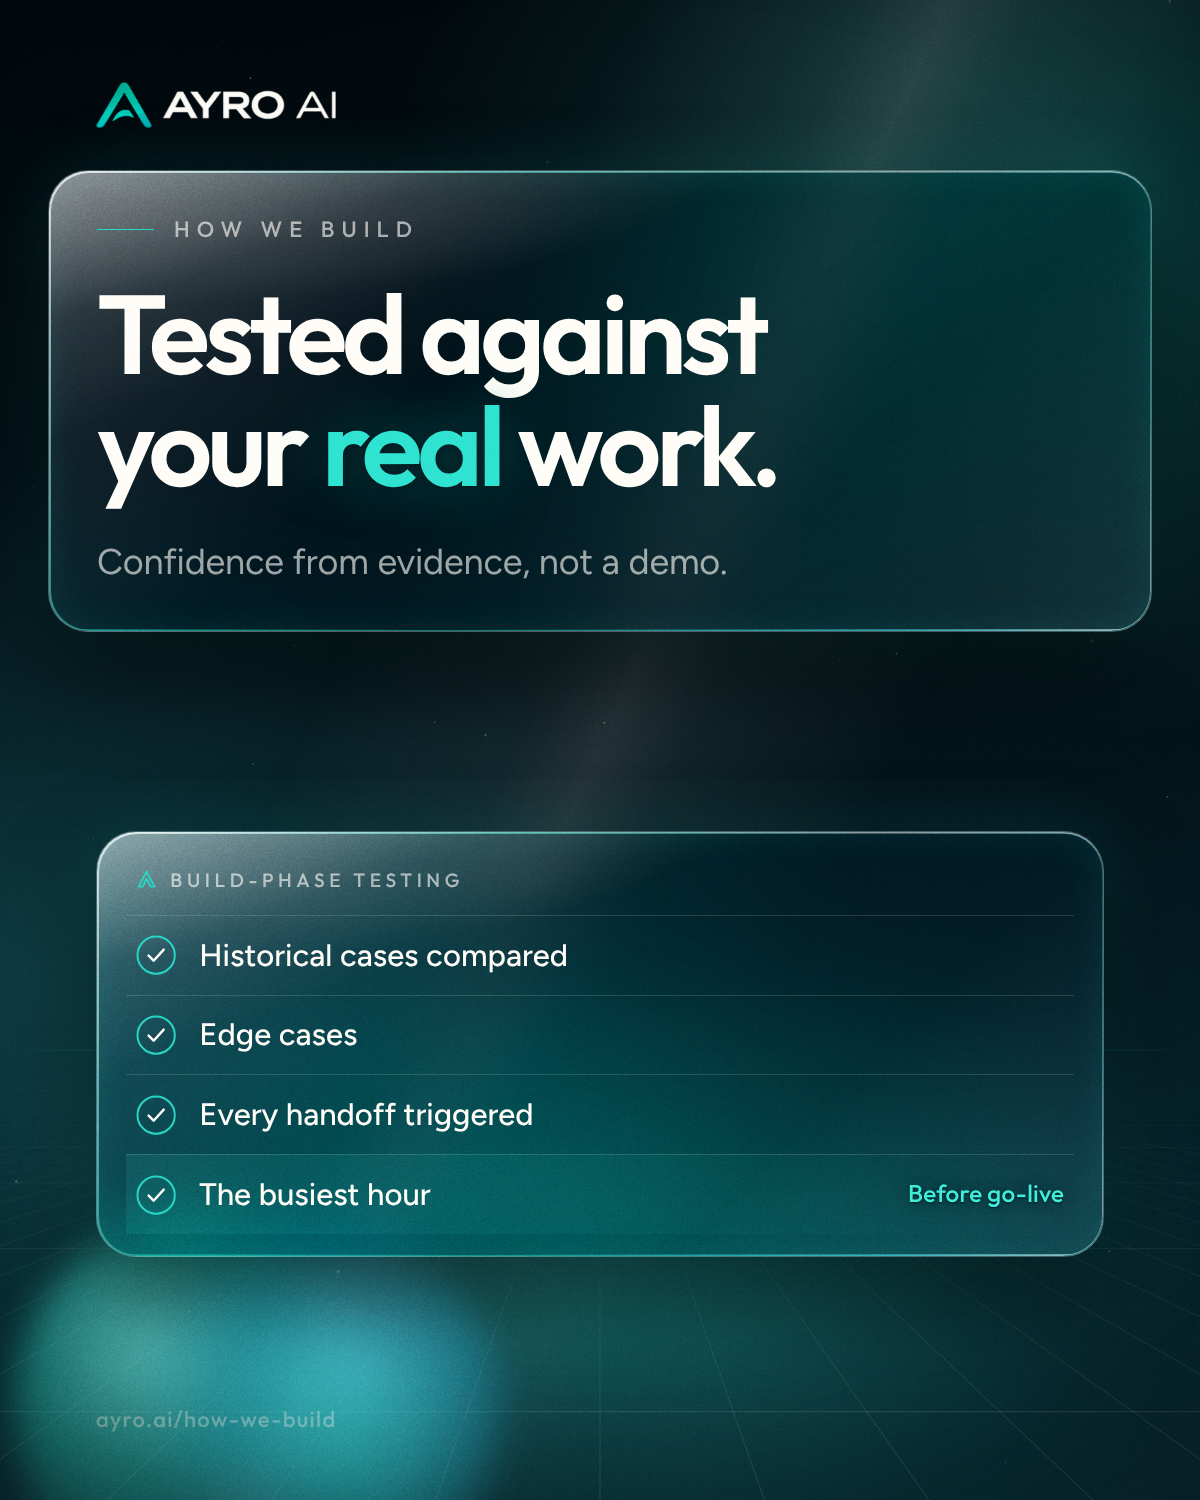 AYRO AI
HOW WE BUILD
Tested against
your real work.
Confidence from evidence, not a demo.
BUILD-PHASE TESTING
Historical cases compared
Edge cases
Every handoff triggered
The busiest hour
Before go-live
ayro.ai/how-we-build